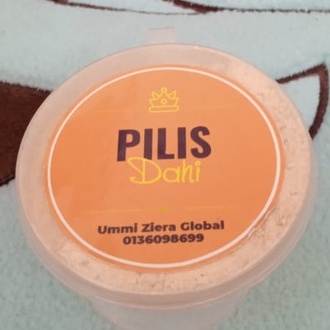 PILIS
Dahi
Ummi Ziera Global
0136098699